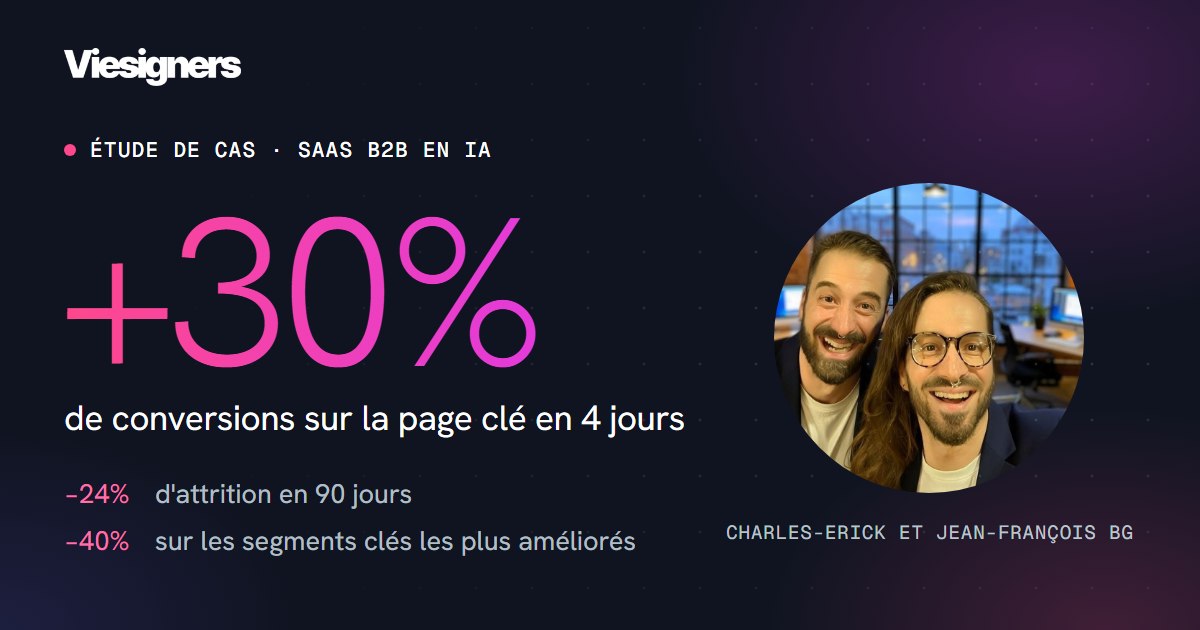 Viesigners
ÉTUDE DE CAS · SAAS B2B EN IA
+30%
de conversions sur la page clé en 4 jours
–24% d'attrition en 90 jours
–40% sur les segments clés les plus améliorés
CHARLES-ERICK ET JEAN-FRANÇOIS BG